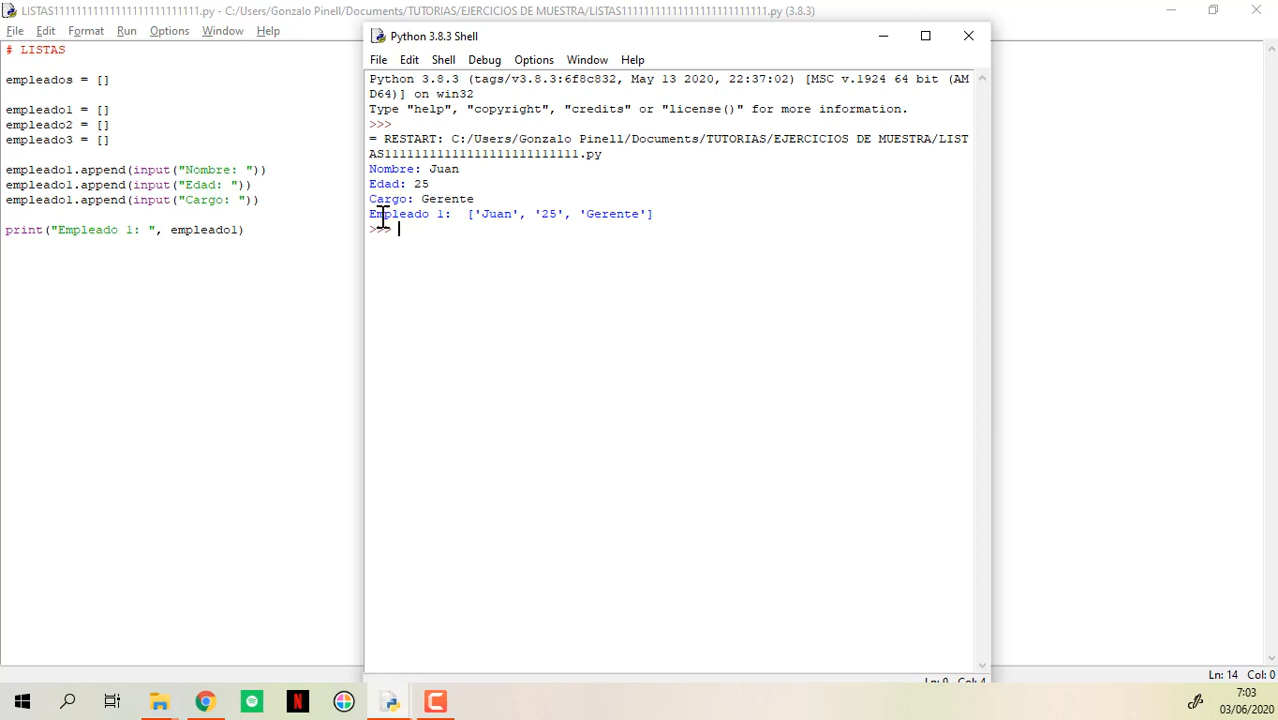 LISTAS1111111111111111111111111.py - C:/Users/Gonzalo Pinell/Documents/TUTORIAS/EJERCICIOS DE MUESTRA/LISTAS1111111111111111111111111.py (3.8.3)
File Edit Format Run Options Window Help
# LISTAS
empleados = []
empleado1 = []
empleado2 = []
empleado3 = []
empleado1.append(input("Nombre: "))
empleado1.append(input("Edad: "))
empleado1.append(input("Cargo: "))
print("Empleado 1: ", empleado1)
Python 3.8.3 Shell
File Edit Shell Debug Options Window Help
Python 3.8.3 (tags/v3.8.3:6f8c832, May 13 2020, 22:37:02) [MSC v.1924 64 bit (AM
D64)] on win32
Type "help", "copyright", "credits" or "license()" for more information.
>>>
= RESTART: C:/Users/Gonzalo Pinell/Documents/TUTORIAS/EJERCICIOS DE MUESTRA/LIST
AS1111111111111111111111111.py
Nombre: Juan
Edad: 25
Cargo: Gerente
Empleado 1:  ['Juan', '25', 'Gerente']
>>>
Ln: 14 Col: 0
7:03
03/06/2020